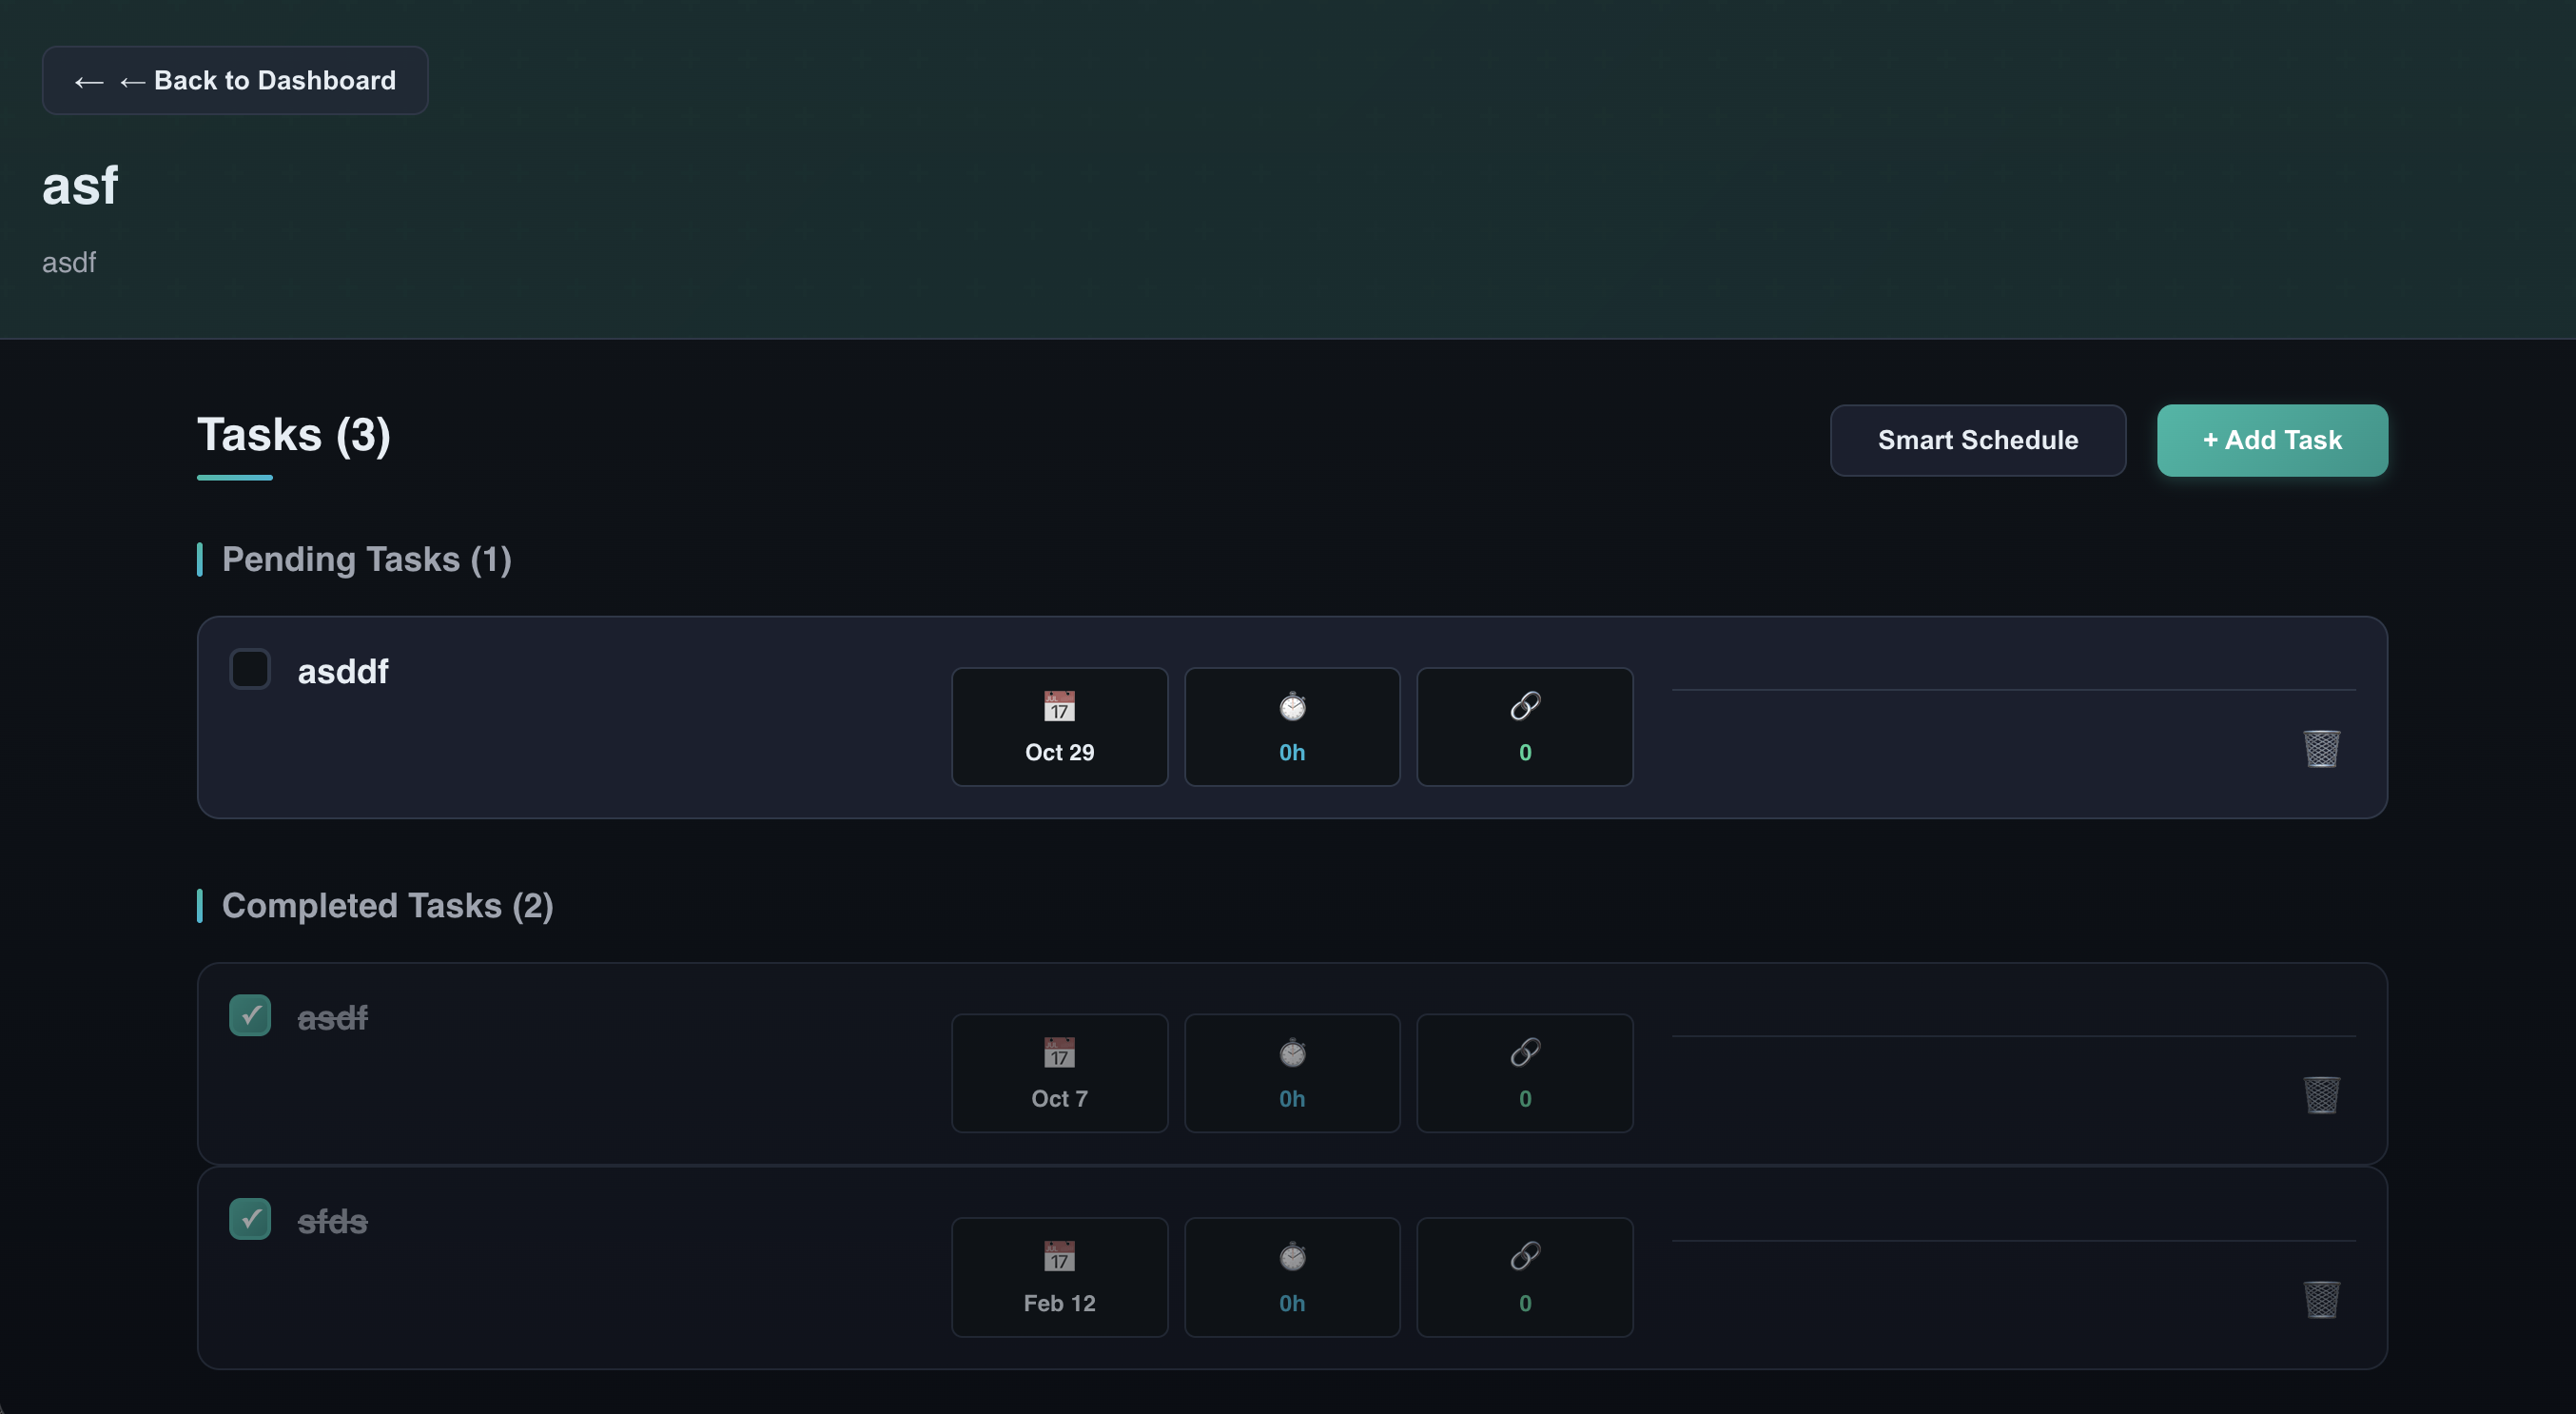 ← ← Back to Dashboard
asf
asdf
Tasks (3)
Smart Schedule
+ Add Task
Pending Tasks (1)
asddf
17
Oct 29
0h
0
Completed Tasks (2)
asdf
17
Oct 7
0h
0
sfds
17
Feb 12
0h
0